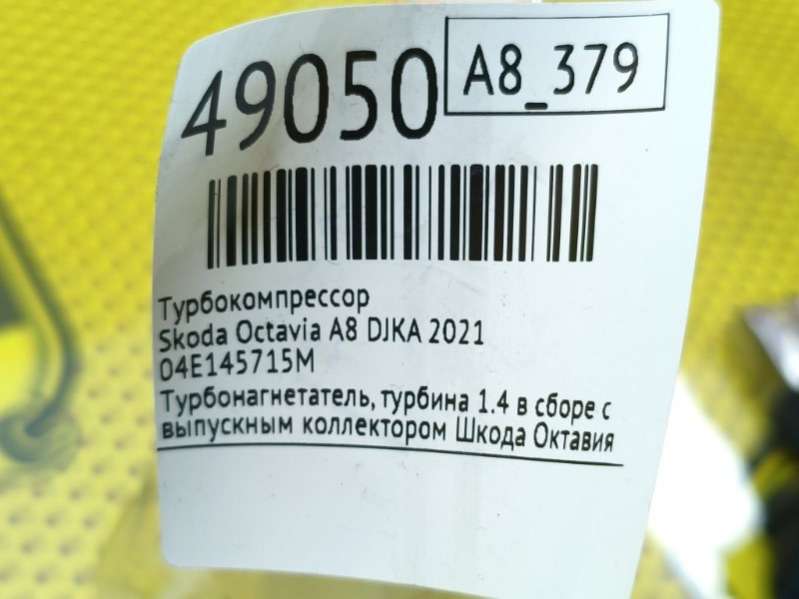 49050
A8_379
Турбокомпрессор
Skoda Octavia A8 DJKA 2021
04E145715M
Турбонагнетатель, турбина 1.4 в сборе с
выпускным коллектором Шкода Октавия